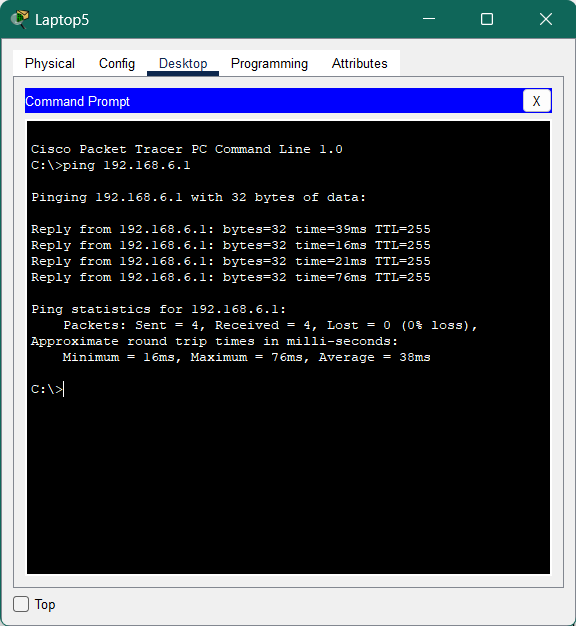 Laptop5
Physical Config Desktop Programming Attributes
Command Prompt X
Cisco Packet Tracer PC Command Line 1.0
C:\>ping 192.168.6.1
Pinging 192.168.6.1 with 32 bytes of data:
Reply from 192.168.6.1: bytes=32 time=39ms TTL=255
Reply from 192.168.6.1: bytes=32 time=16ms TTL=255
Reply from 192.168.6.1: bytes=32 time=21ms TTL=255
Reply from 192.168.6.1: bytes=32 time=76ms TTL=255
Ping statistics for 192.168.6.1:
    Packets: Sent = 4, Received = 4, Lost = 0 (0% loss),
Approximate round trip times in milli-seconds:
    Minimum = 16ms, Maximum = 76ms, Average = 38ms
C:\>
Top